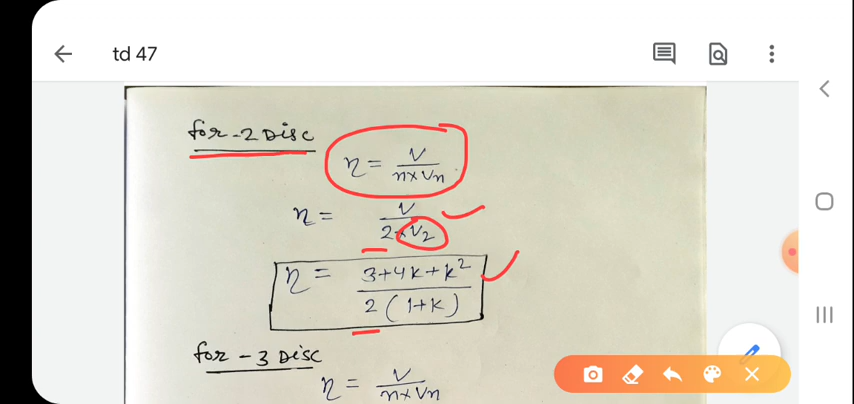 td 47
for - 2 Disc
η = V / n×Vn
η = V / 2×V2
η = 3+4K+K² / 2(1+K)
for - 3 Disc
η = V / n×Vn